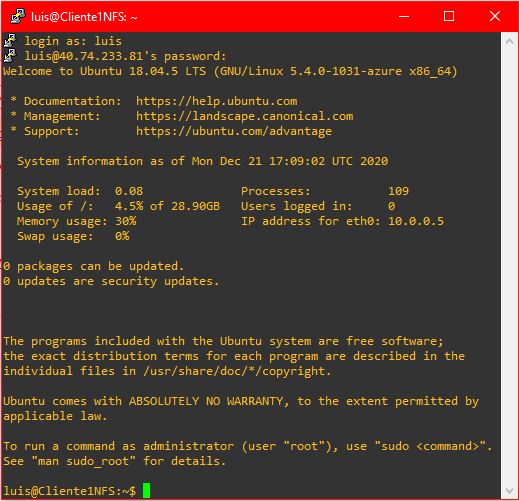 luis@Cliente1NFS: ~
login as: luis
luis@40.74.233.81's password:
Welcome to Ubuntu 18.04.5 LTS (GNU/Linux 5.4.0-1031-azure x86_64)
* Documentation:  https://help.ubuntu.com
* Management:     https://landscape.canonical.com
* Support:        https://ubuntu.com/advantage
System information as of Mon Dec 21 17:09:02 UTC 2020
System load:  0.08              Processes:           109
Usage of /:   4.5% of 28.90GB   Users logged in:     0
Memory usage: 30%               IP address for eth0: 10.0.0.5
Swap usage:   0%
0 packages can be updated.
0 updates are security updates.
The programs included with the Ubuntu system are free software;
the exact distribution terms for each program are described in the
individual files in /usr/share/doc/*/copyright.
Ubuntu comes with ABSOLUTELY NO WARRANTY, to the extent permitted by
applicable law.
To run a command as administrator (user "root"), use "sudo <command>".
See "man sudo_root" for details.
luis@Cliente1NFS:~$